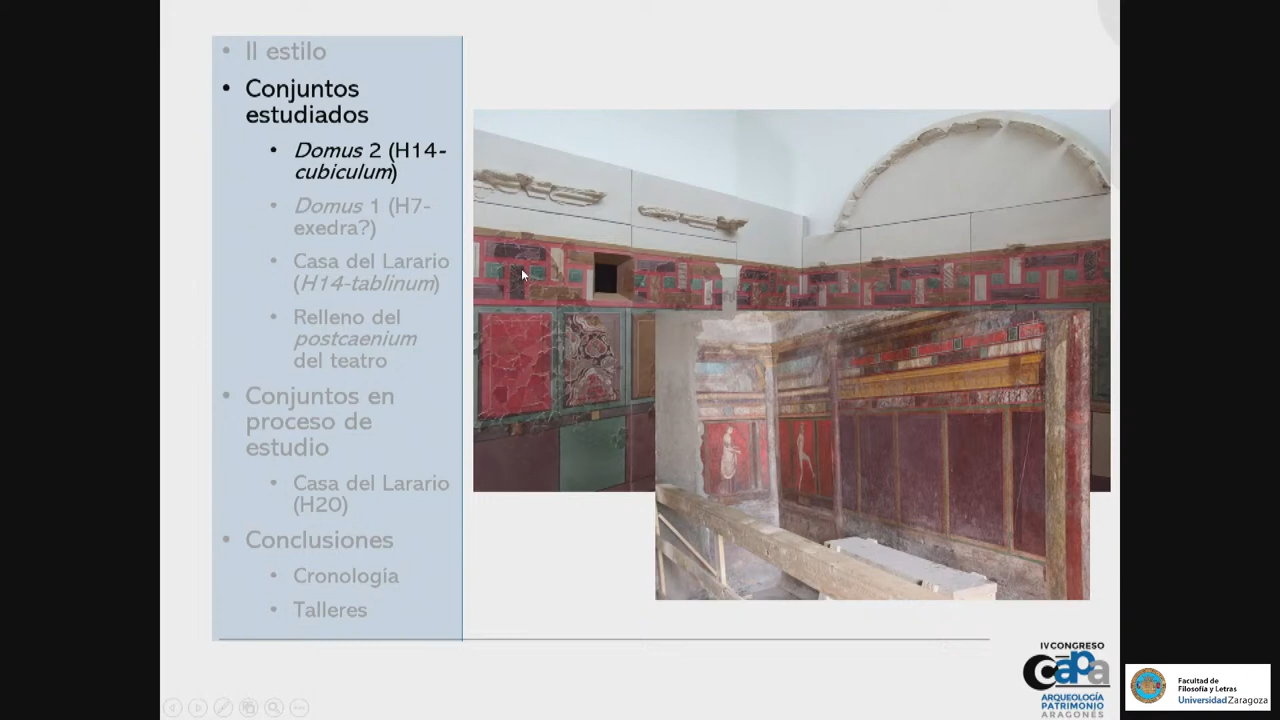 II estilo
Conjuntos
estudiados
Domus 2 (H14-
cubiculum)
Domus 1 (H7-
exedra?)
Casa del Larario
(H14-tablinum)
Relleno del
postcaenium
del teatro
Conjuntos en
proceso de
estudio
Casa del Larario
(H20)
Conclusiones
Cronología
Talleres
IV CONGRESO
capa
ARQUEOLOGÍA
PATRIMONIO
ARAGONÉS
Facultad de
Filosofía y Letras
Universidad Zaragoza